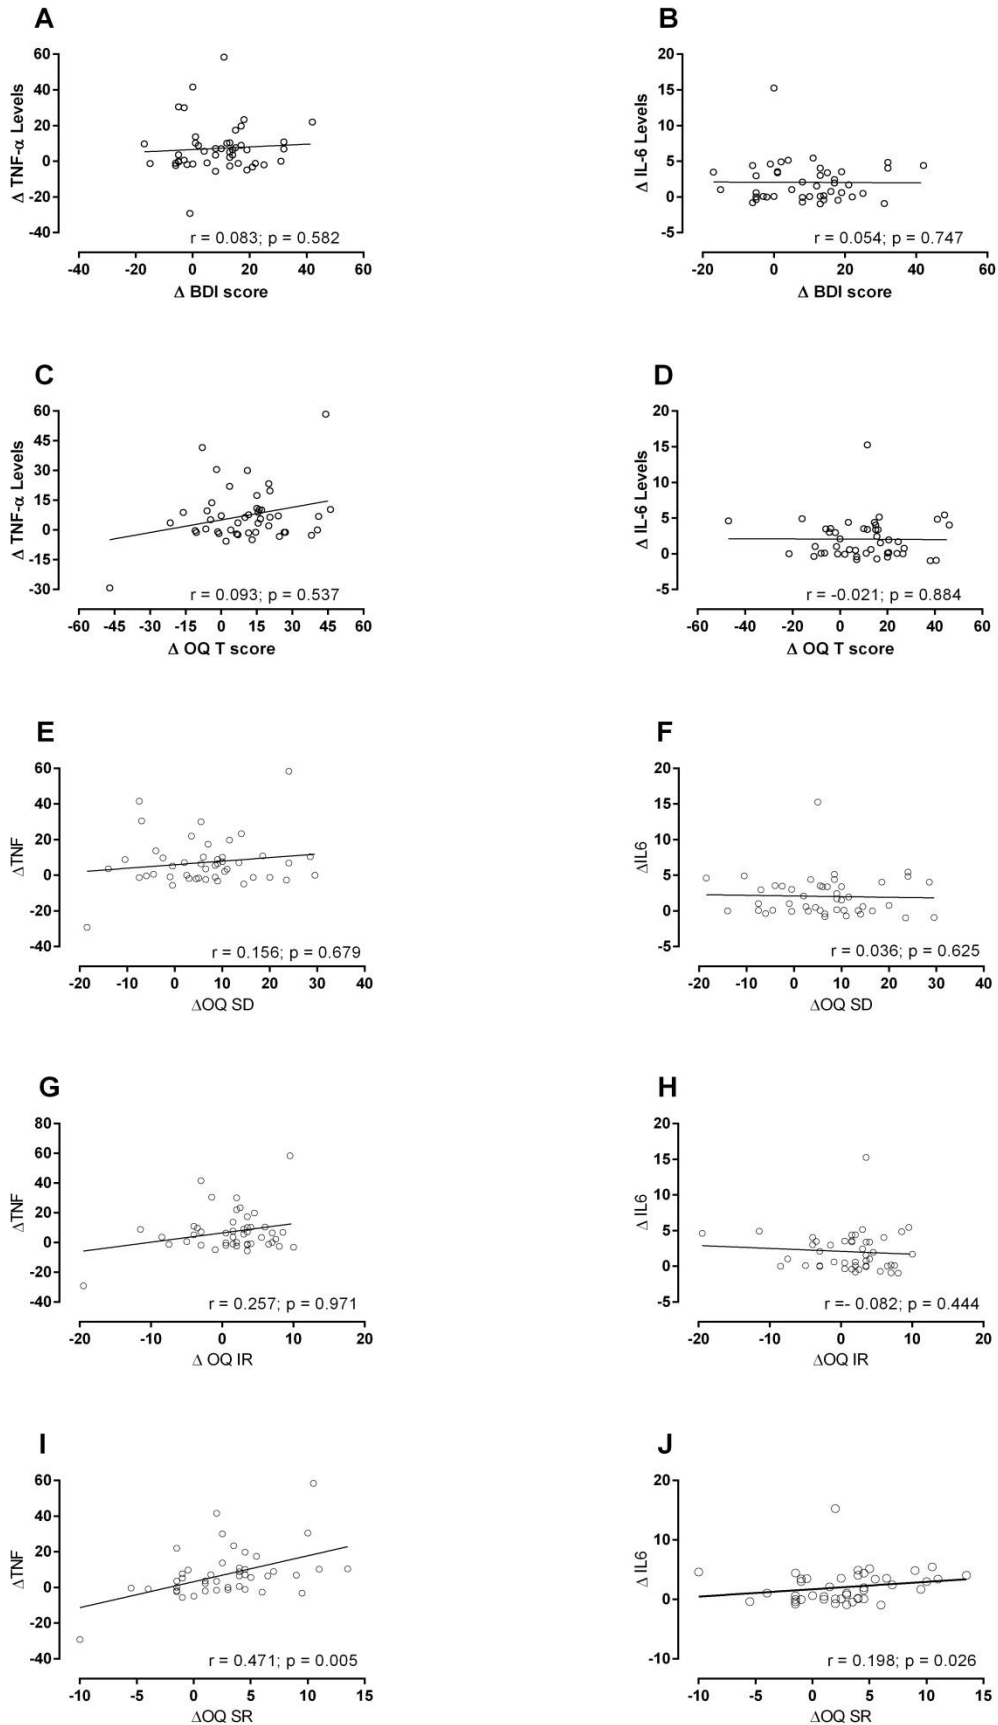 A
Δ TNF-α Levels
60
40
20
0
-20
-40
r = 0.083; p = 0.582
-40 -20 0 20 40 60
Δ BDI score
B
Δ IL-6 Levels
20
15
10
5
0
-5
r = 0.054; p = 0.747
-20 0 20 40 60
Δ BDI score
C
Δ TNF-α Levels
60
45
30
15
0
-15
-30
r = 0.093; p = 0.537
-60 -45 -30 -15 0 15 30 45 60
Δ OQ T score
D
Δ IL-6 Levels
20
15
10
5
0
-5
r = -0.021; p = 0.884
-60 -40 -20 0 20 40 60
Δ OQ T score
E
ΔTNF
60
40
20
0
-20
-40
r = 0.156; p = 0.679
-20 -10 0 10 20 30 40
ΔOQ SD
F
ΔIL6
20
15
10
5
0
-5
r = 0.036; p = 0.625
-20 -10 0 10 20 30 40
ΔOQ SD
G
ΔTNF
80
60
40
20
0
-20
-40
r = 0.257; p = 0.971
-20 -10 0 10 20
Δ OQ IR
H
Δ IL6
20
15
10
5
0
-5
r =- 0.082; p = 0.444
-20 -10 0 10 20
ΔOQ IR
I
ΔTNF
60
40
20
0
-20
-40
r = 0.471; p = 0.005
-10 -5 0 5 10 15
ΔOQ SR
J
Δ IL6
20
10
0
-10
r = 0.198; p = 0.026
-10 -5 0 5 10 15
ΔOQ SR